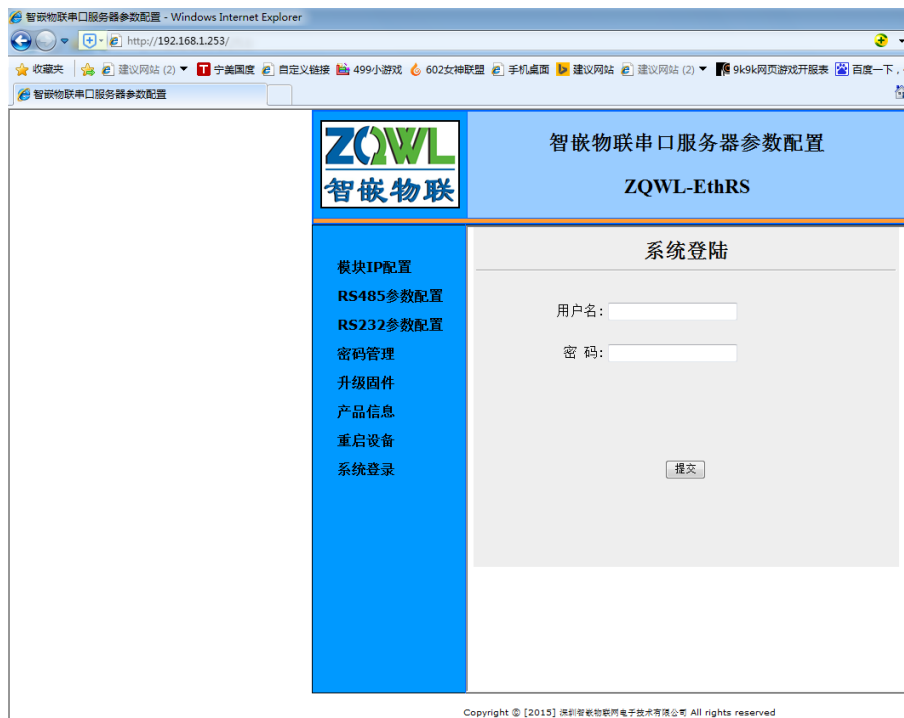 智嵌物联串口服务器参数配置 - Windows Internet Explorer
http://192.168.1.253/
收藏夹 建议网站 (2) 宁美国度 自定义链接 499小游戏 602女神联盟 手机桌面 建议网站 建议网站 (2) 9k9k网页游戏开服表 百度一下，
智嵌物联串口服务器参数配置
ZQWL
智嵌物联
智嵌物联串口服务器参数配置
ZQWL-EthRS
模块IP配置
RS485参数配置
RS232参数配置
密码管理
升级固件
产品信息
重启设备
系统登录
系统登陆
用户名:
密 码:
提交
Copyright © [2015] 深圳智嵌物联网电子技术有限公司 All rights reserved